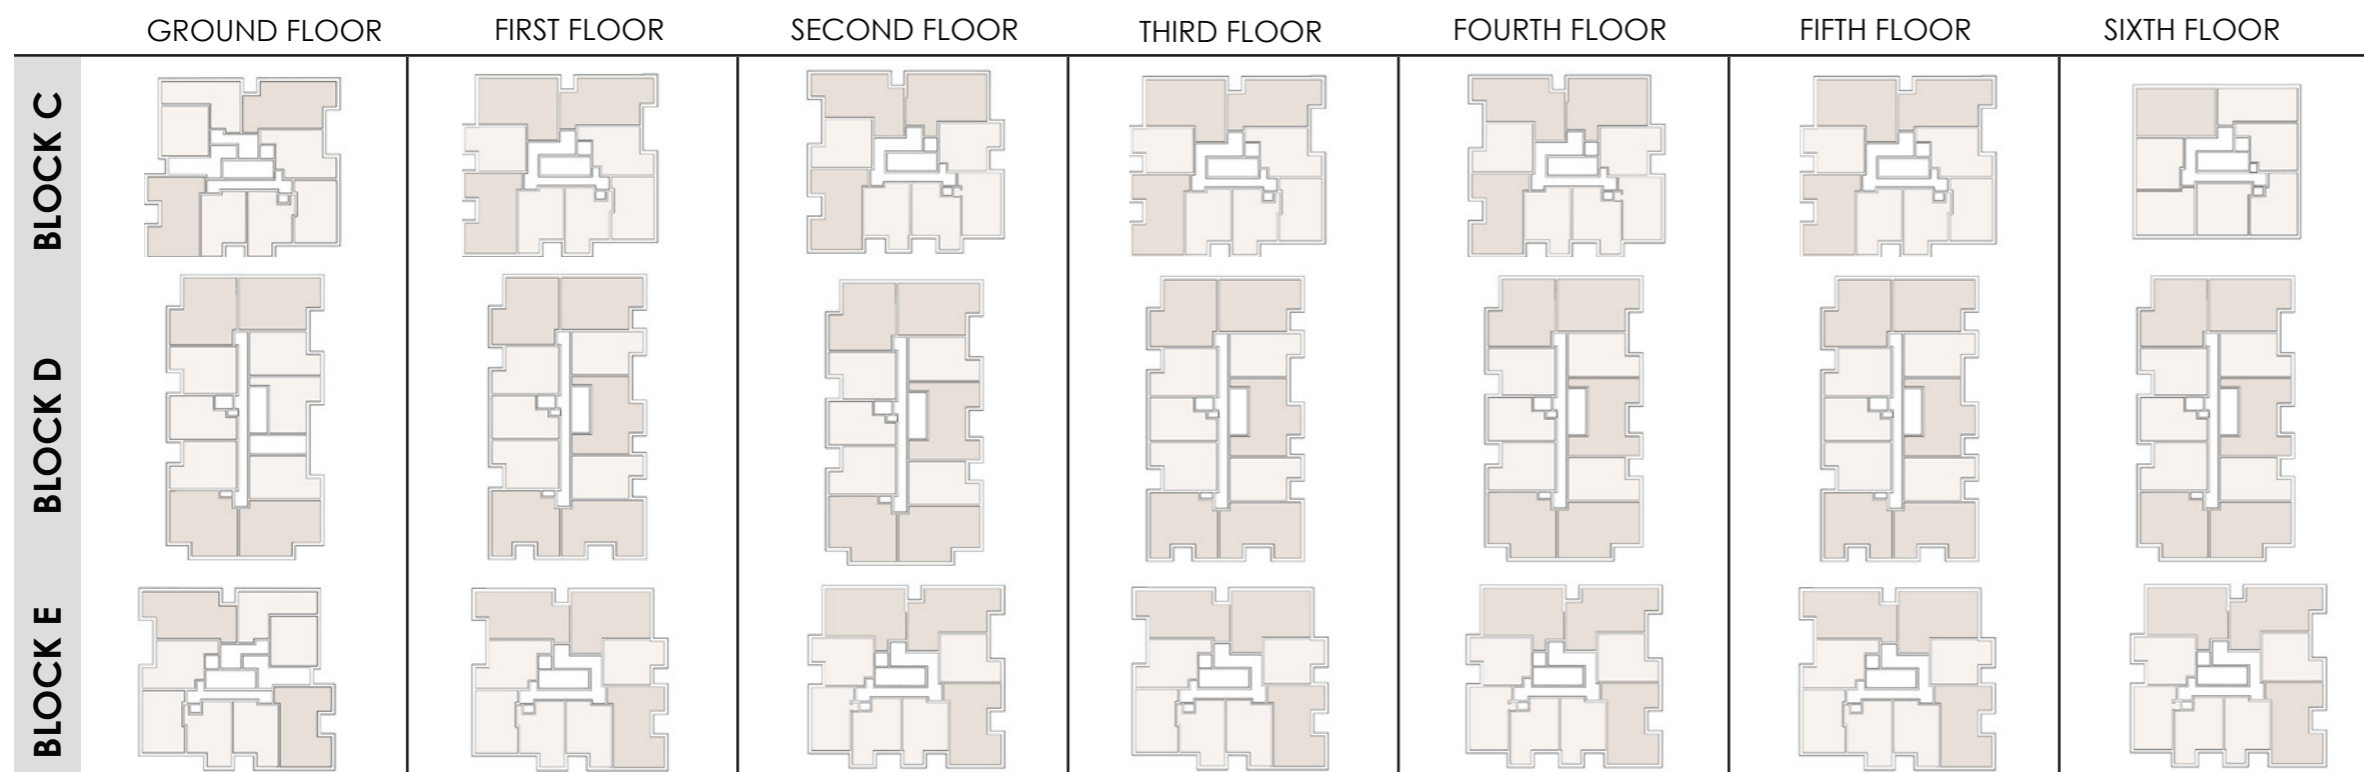 GROUND FLOOR
FIRST FLOOR
SECOND FLOOR
THIRD FLOOR
FOURTH FLOOR
FIFTH FLOOR
SIXTH FLOOR
BLOCK C
BLOCK D
BLOCK E